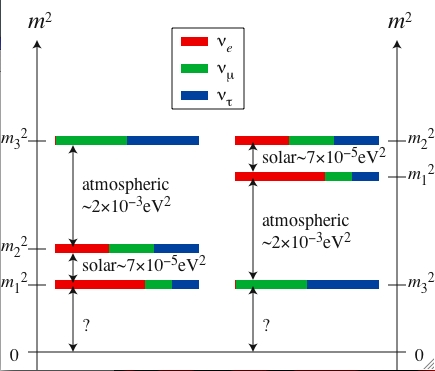 m²
m²
νₑ
ν_μ
ν_τ
m₃²
m₂²
solar~7×10⁻⁵eV²
m₁²
atmospheric
~2×10⁻³eV²
atmospheric
~2×10⁻³eV²
m₂²
solar~7×10⁻⁵eV²
m₁²
m₃²
?
?
0
0